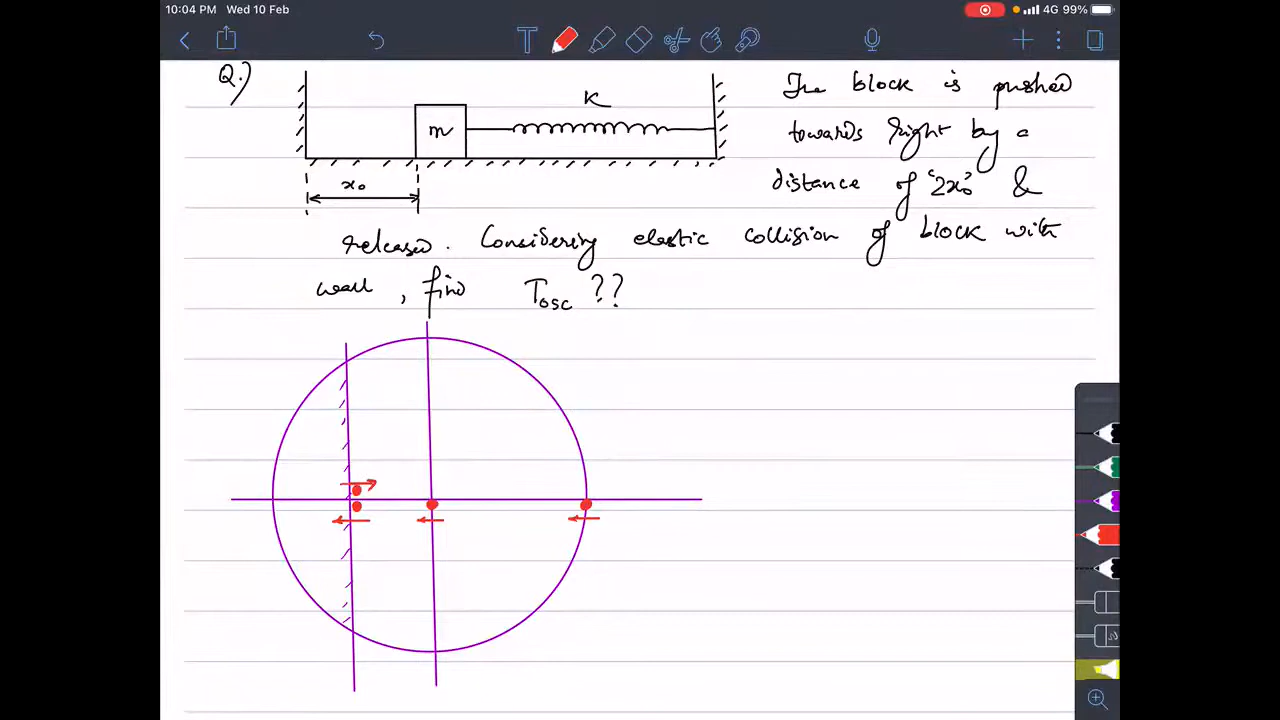 10:04 PM Wed 10 Feb
4G 99%
Q.)
K
m
x₀
The block is pushed
towards right by a
distance of '2x₀' &
released. Considering elastic collision of block with
wall, find Tosc ??